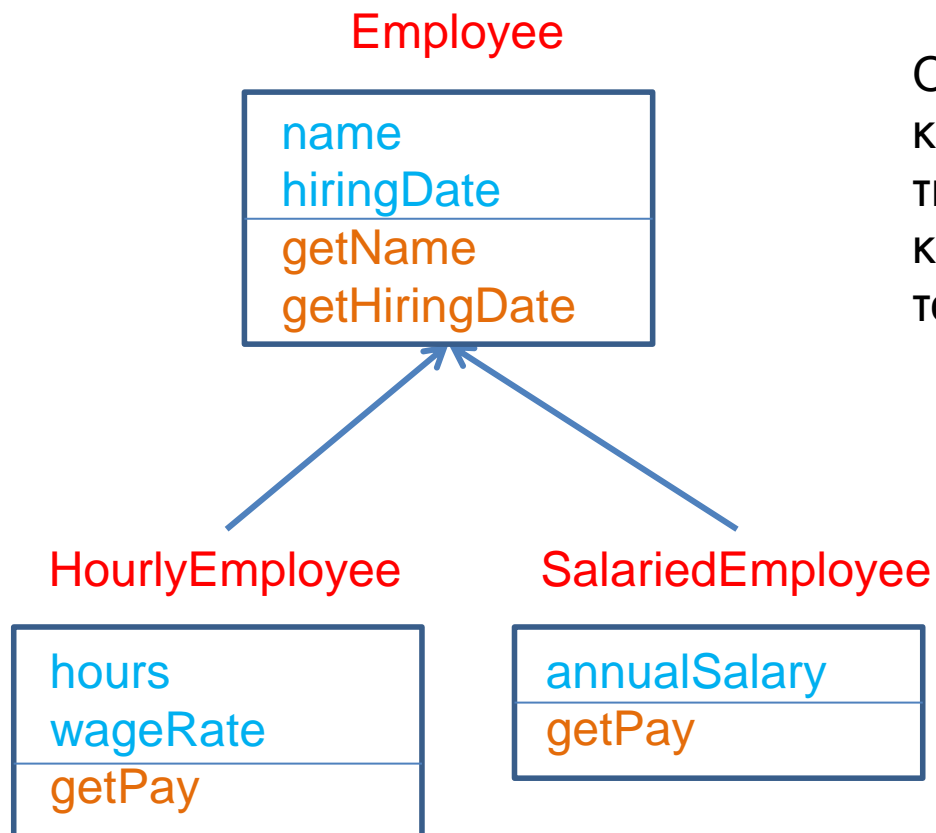 Employee
name
hiringDate
getName
getHiringDate
HourlyEmployee
SalariedEmployee
hours
wageRate
getPay
annualSalary
getPay